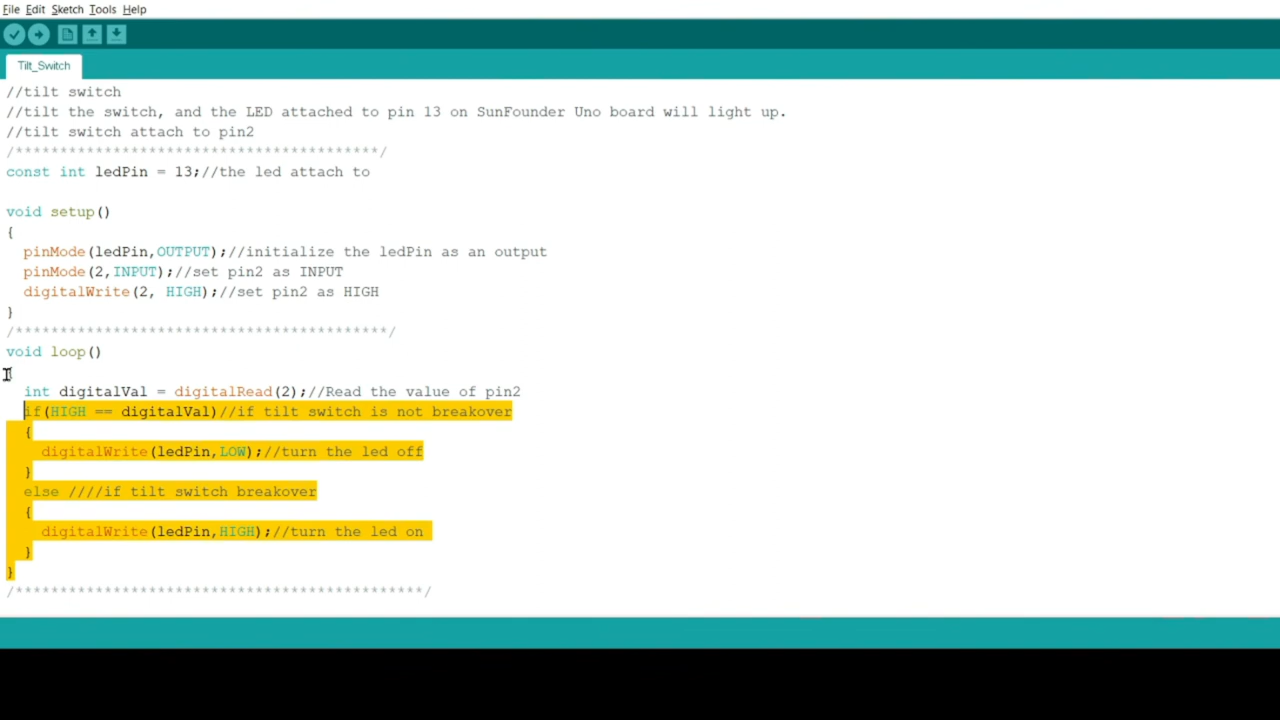 File Edit Sketch Tools Help
Tilt_Switch
//tilt switch
//tilt the switch, and the LED attached to pin 13 on SunFounder Uno board will light up.
//tilt switch attach to pin2
/*****************************************/
const int ledPin = 13;//the led attach to
void setup()
{
pinMode(ledPin,OUTPUT);//initialize the ledPin as an output
pinMode(2,INPUT);//set pin2 as INPUT
digitalWrite(2, HIGH);//set pin2 as HIGH
}
/******************************************/
void loop()
int digitalVal = digitalRead(2);//Read the value of pin2
if(HIGH == digitalVal)//if tilt switch is not breakover
{
digitalWrite(ledPin,LOW);//turn the led off
}
else ////if tilt switch breakover
{
digitalWrite(ledPin,HIGH);//turn the led on
}
}
/**********************************************/